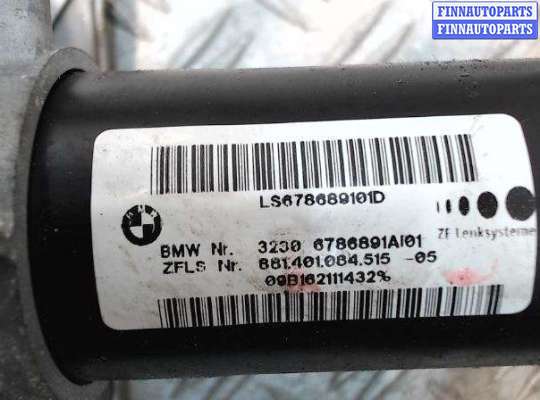 FINNAUTOPARTS
FINNAUTOPARTS
LS678689101D
BMW Nr. 3230 6786891AI01
ZFLS Nr. 881.401.084.515 -05
09B162111432%
ZF Lenksysteme